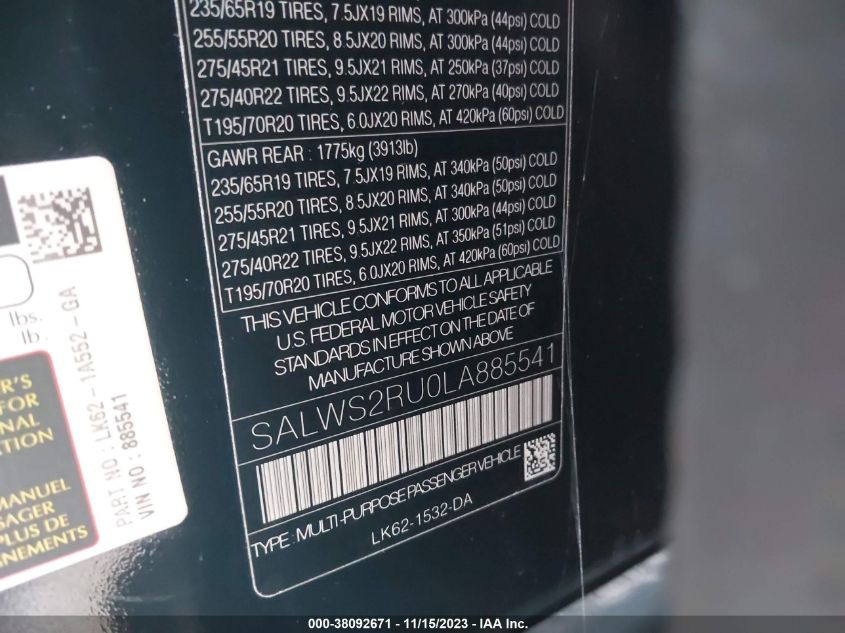 235/65R19 TIRES, 7.5JX19 RIMS, AT 300kPa (44psi) COLD
255/55R20 TIRES, 8.5JX20 RIMS, AT 300kPa (44psi) COLD
275/45R21 TIRES, 9.5JX21 RIMS, AT 250kPa (37psi) COLD
275/40R22 TIRES, 9.5JX22 RIMS, AT 270kPa (40psi) COLD
T195/70R20 TIRES, 6.0JX20 RIMS, AT 420kPa (60psi) COLD
GAWR REAR : 1775kg (3913lb)
235/65R19 TIRES, 7.5JX19 RIMS, AT 340kPa (50psi) COLD
255/55R20 TIRES, 8.5JX20 RIMS, AT 340kPa (50psi) COLD
275/45R21 TIRES, 9.5JX21 RIMS, AT 300kPa (44psi) COLD
275/40R22 TIRES, 9.5JX22 RIMS, AT 350kPa (51psi) COLD
T195/70R20 TIRES, 6.0JX20 RIMS, AT 420kPa (60psi) COLD
THIS VEHICLE CONFORMS TO ALL APPLICABLE
U.S. FEDERAL MOTOR VEHICLE SAFETY
STANDARDS IN EFFECT ON THE DATE OF
MANUFACTURE SHOWN ABOVE
SALWS2RU0LA885541
TYPE : MULTI-PURPOSE PASSENGER VEHICLE
LK62-1532-DA
lbs.
lb.
PART NO : LK62-1A552-GA
VIN NO : 885541
FOR
MANUEL
PLUS DE
000-38092671 - 11/15/2023 - IAA Inc.